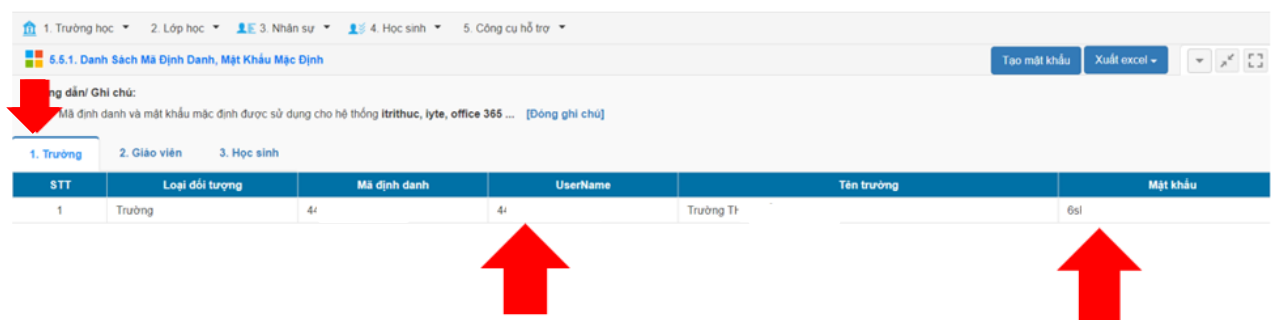 1. Trường học 2. Lớp học 3. Nhân sự 4. Học sinh 5. Công cụ hỗ trợ
5.5.1. Danh Sách Mã Định Danh, Mật Khẩu Mặc Định Tạo mật khẩu Xuất excel
dẫn/ Ghi chú:
Mã định danh và mật khẩu mặc định được sử dụng cho hệ thống itrithuc, iyte, office 365 ... [Đóng ghi chú]
1. Trường 2. Giáo viên 3. Học sinh
STT Loại đối tượng Mã định danh UserName Tên trường Mật khẩu
1 Trường 44 44 Trường TH 6sl